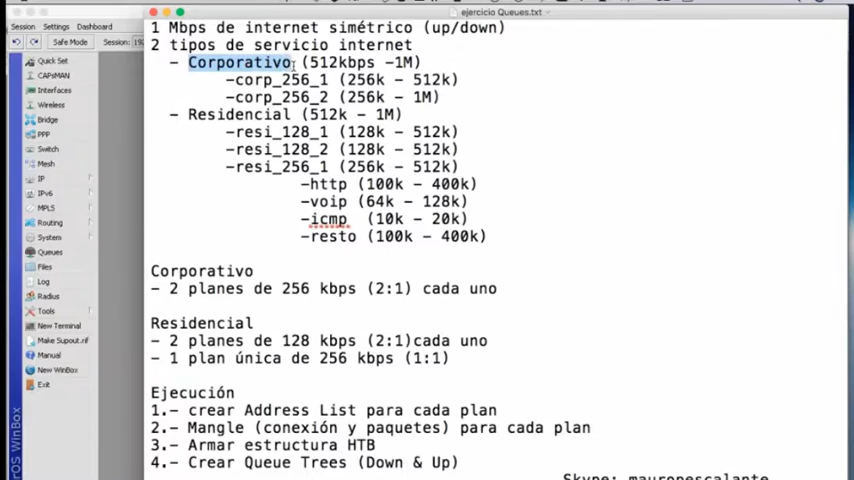 ejercicio Queues.txt
Session Settings Dashboard
Safe Mode Session:
Quick Set
CAPsMAN
Interfaces
Wireless
Bridge
PPP
Switch
Mesh
IP
IPv6
MPLS
Routing
System
Queues
Files
Log
Radius
Tools
New Terminal
Make Supout.rif
Manual
New WinBox
Exit
OS WinBox
1 Mbps de internet simétrico (up/down)
2 tipos de servicio internet
- Corporativo (512kbps -1M)
-corp_256_1 (256k - 512k)
-corp_256_2 (256k - 1M)
- Residencial (512k - 1M)
-resi_128_1 (128k - 512k)
-resi_128_2 (128k - 512k)
-resi_256_1 (256k - 512k)
-http (100k - 400k)
-voip (64k - 128k)
-icmp (10k - 20k)
-resto (100k - 400k)
Corporativo
- 2 planes de 256 kbps (2:1) cada uno
Residencial
- 2 planes de 128 kbps (2:1)cada uno
- 1 plan única de 256 kbps (1:1)
Ejecución
1.- crear Address List para cada plan
2.- Mangle (conexión y paquetes) para cada plan
3.- Armar estructura HTB
4.- Crear Queue Trees (Down & Up)
Skype: mauronescalante